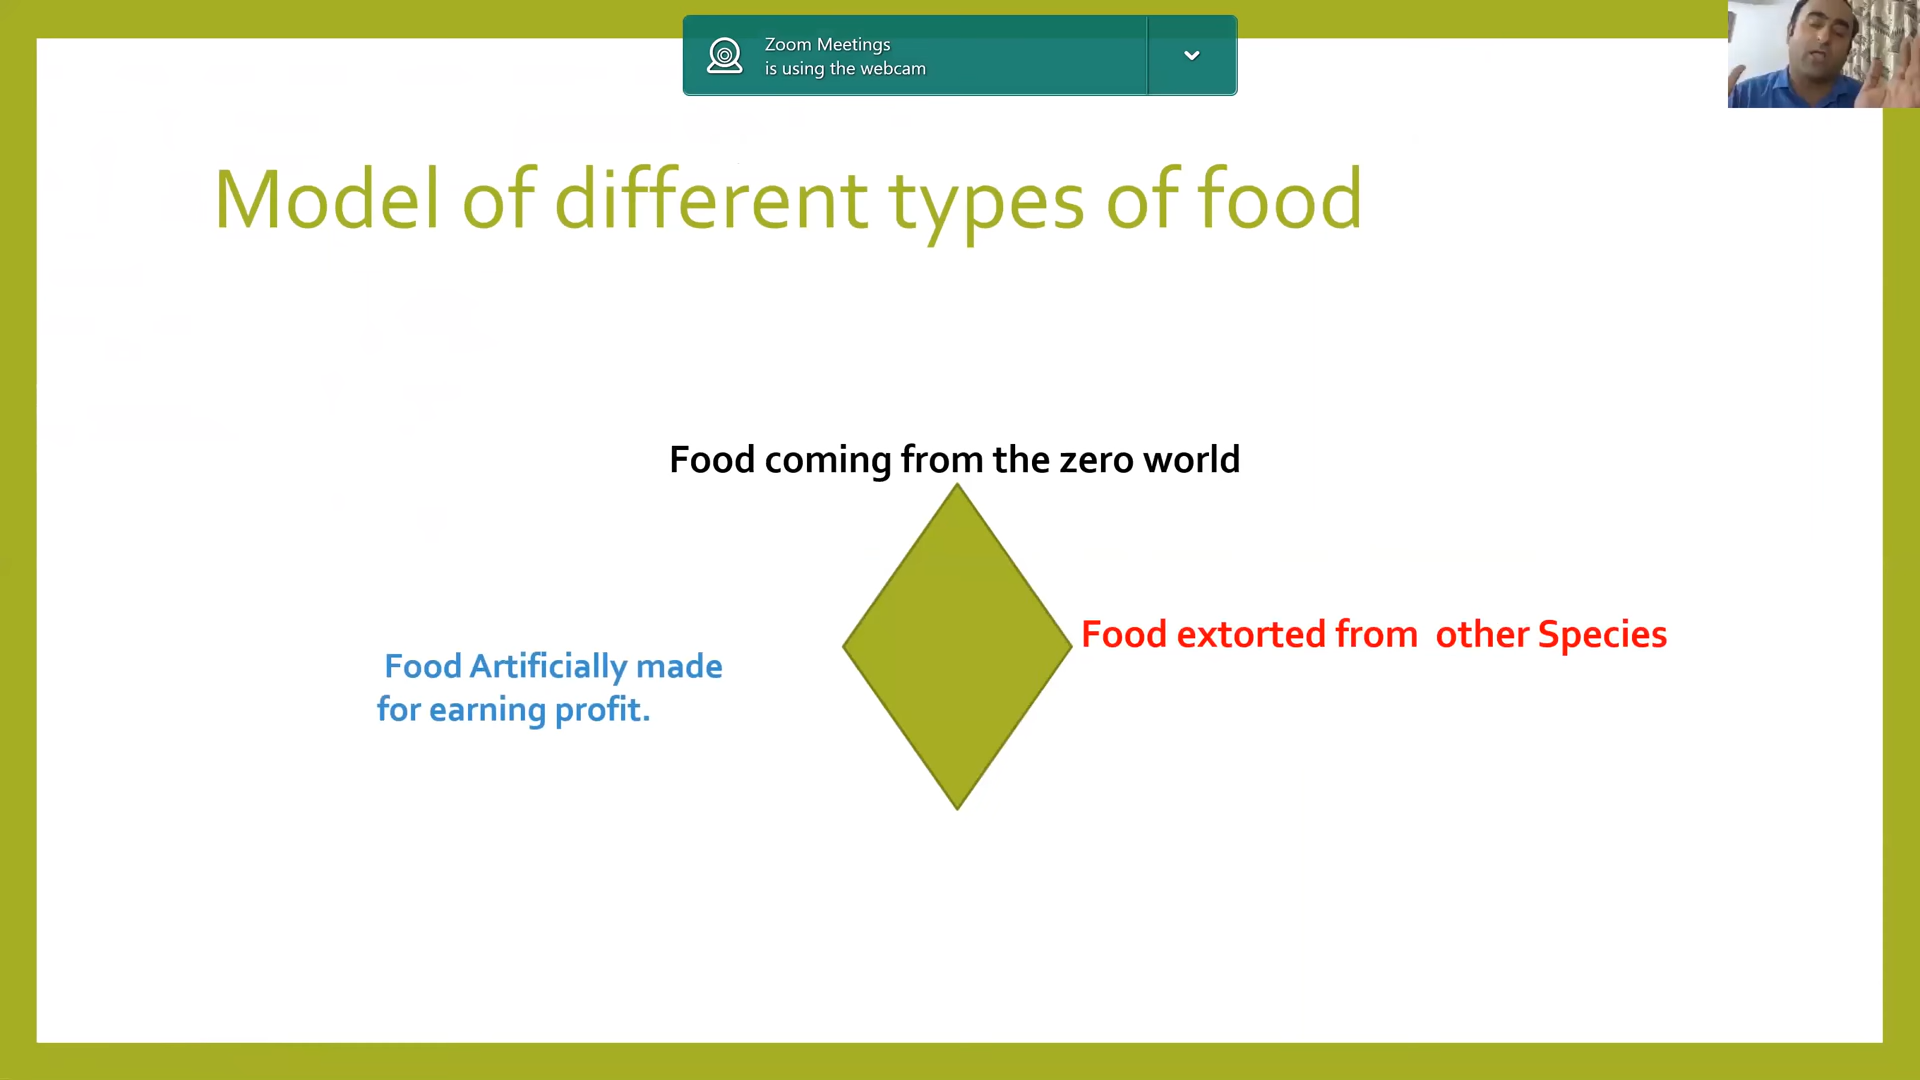 Zoom Meetings
is using the webcam
Model of different types of food
Food coming from the zero world
Food extorted from other Species
Food Artificially made
for earning profit.